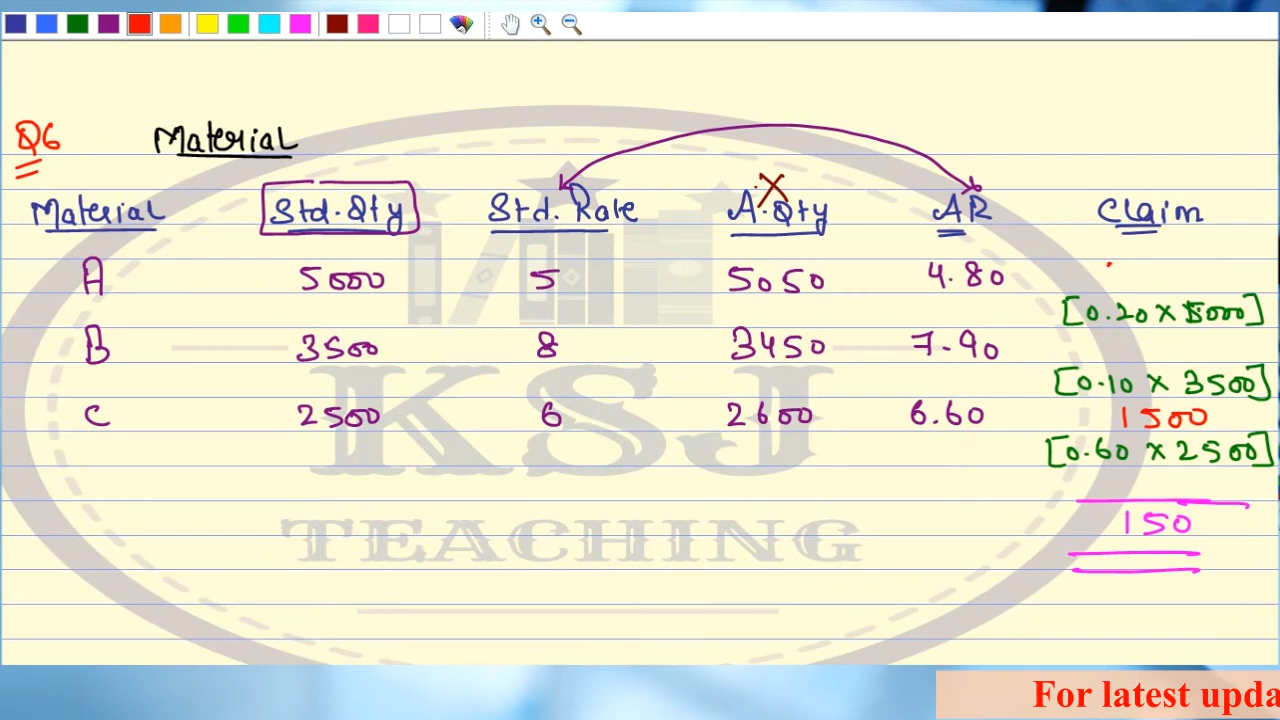 Q6 Material
Material Std. Qty Std. Rate A. Qty AR Claim
A 5000 5 5050 4.80
[0.20 x 5000]
B 3500 8 3450 7.90
[0.10 x 3500]
C 2500 6 2600 6.60 1500
[0.60 x 2500]
150
KSJ
TEACHING
For latest upda